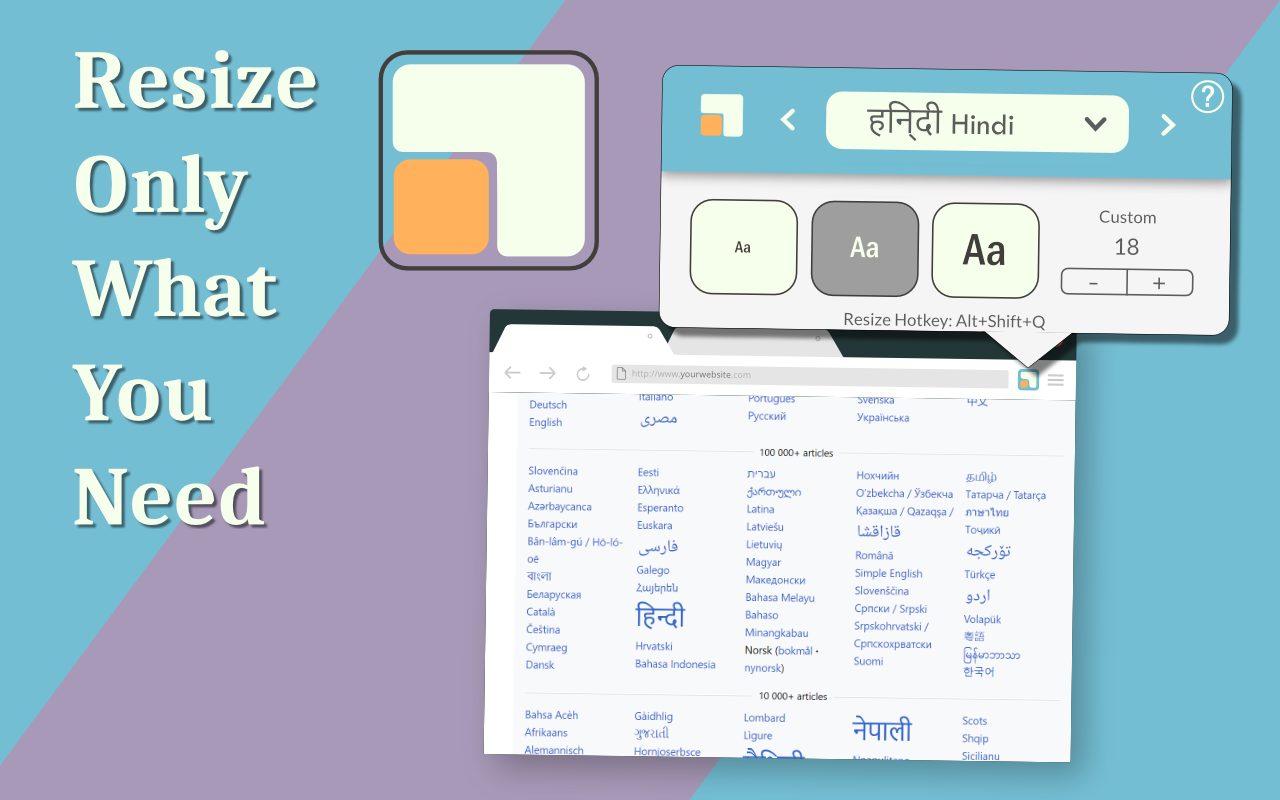 Resize
Only
What
You
Need
?
हिन्दी Hindi
Aa
Aa
Aa
Custom
18
-
+
Resize Hotkey: Alt+Shift+Q
http://www.yourwebsite.com
Deutsch
English
Italiano
مصرى
Português
Русский
Svenska
Українська
中文
100 000+ articles
Slovenčina
Asturianu
Azərbaycanca
Български
Bân-lâm-gú / Hō-ló-
oē
বাংলা
Беларуская
Català
Čeština
Cymraeg
Dansk
Eesti
Ελληνικά
Esperanto
Euskara
فارسی
Galego
Հայերեն
हिन्दी
Hrvatski
Bahasa Indonesia
עברית
ქართული
Latina
Latviešu
Lietuvių
Magyar
Македонски
Bahasa Melayu
Bahaso
Minangkabau
Norsk (bokmål •
nynorsk)
Нохчийн
Oʻzbekcha / Ўзбекча
Қазақша / Qazaqşa /
قازاقشا
Română
Simple English
Slovenščina
Српски / Srpski
Srpskohrvatski /
Српскохрватски
Suomi
தமிழ்
Татарча / Tatarça
ภาษาไทย
Тоҷикӣ
تۆرکجه
Türkçe
اردو
Volapük
粵語
မြန်မာဘာသာ
한국어
10 000+ articles
Bahsa Acèh
Afrikaans
Alemannisch
Gàidhlig
ગુજરાતી
Hornjoserbsce
Lombard
Ligure
मैथिली
नेपाली
Nnapulitano
Scots
Shqip
Sicilianu